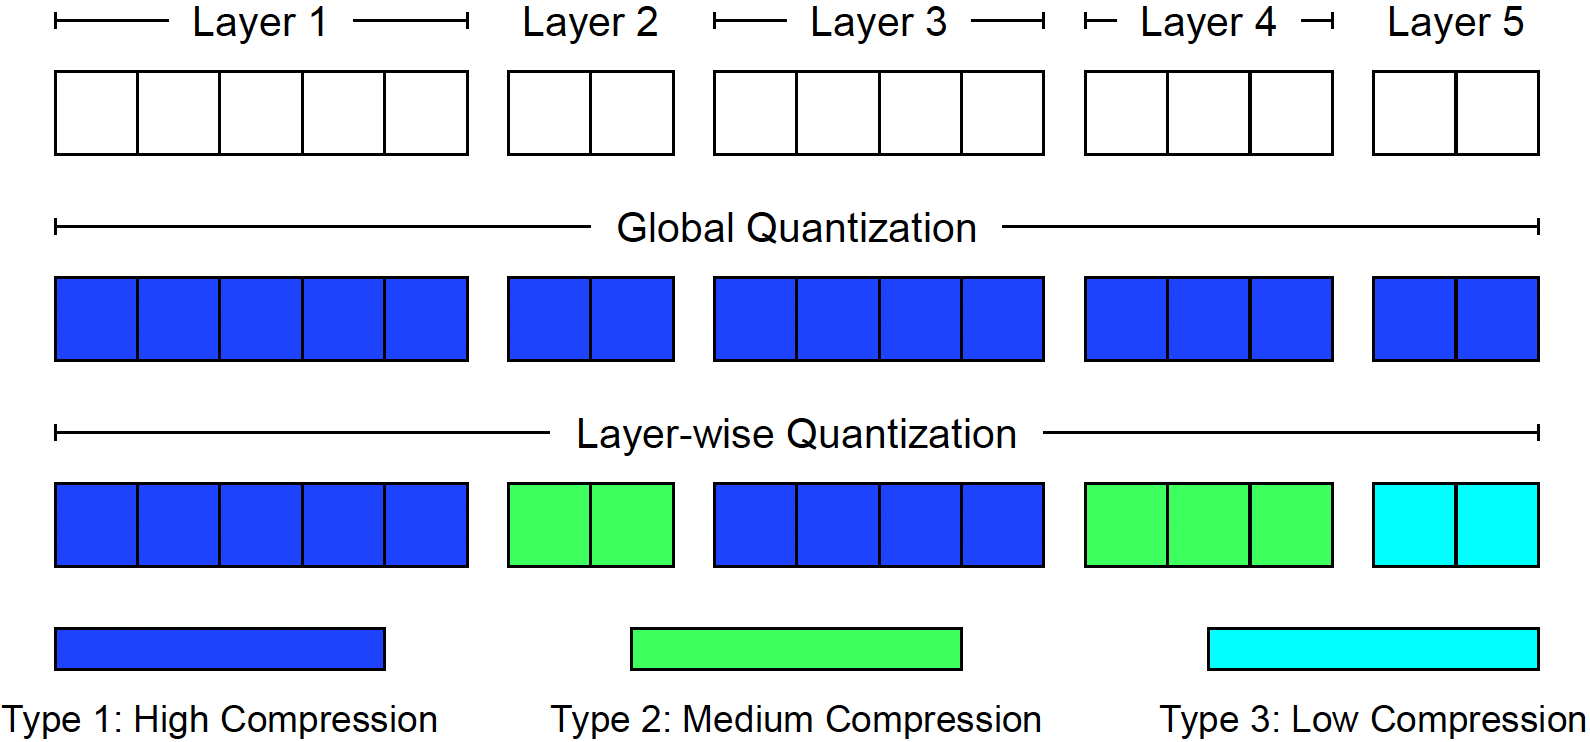 Layer 1 Layer 2 Layer 3 Layer 4 Layer 5
Global Quantization
Layer-wise Quantization
Type 1: High Compression Type 2: Medium Compression Type 3: Low Compression